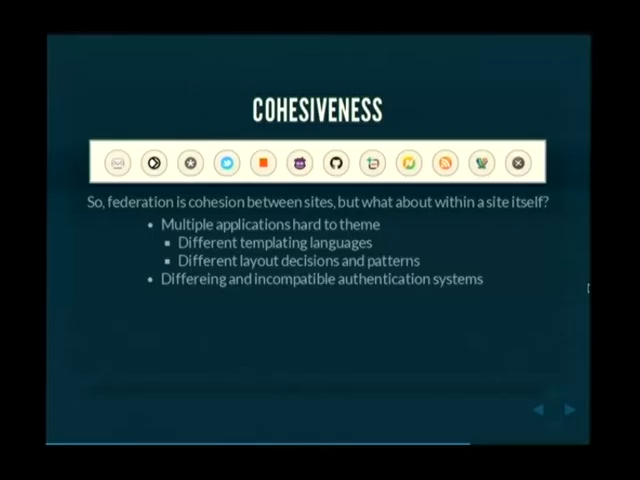 COHESIVENESS
So, federation is cohesion between sites, but what about within a site itself?
Multiple applications hard to theme
Different templating languages
Different layout decisions and patterns
Differeing and incompatible authentication systems